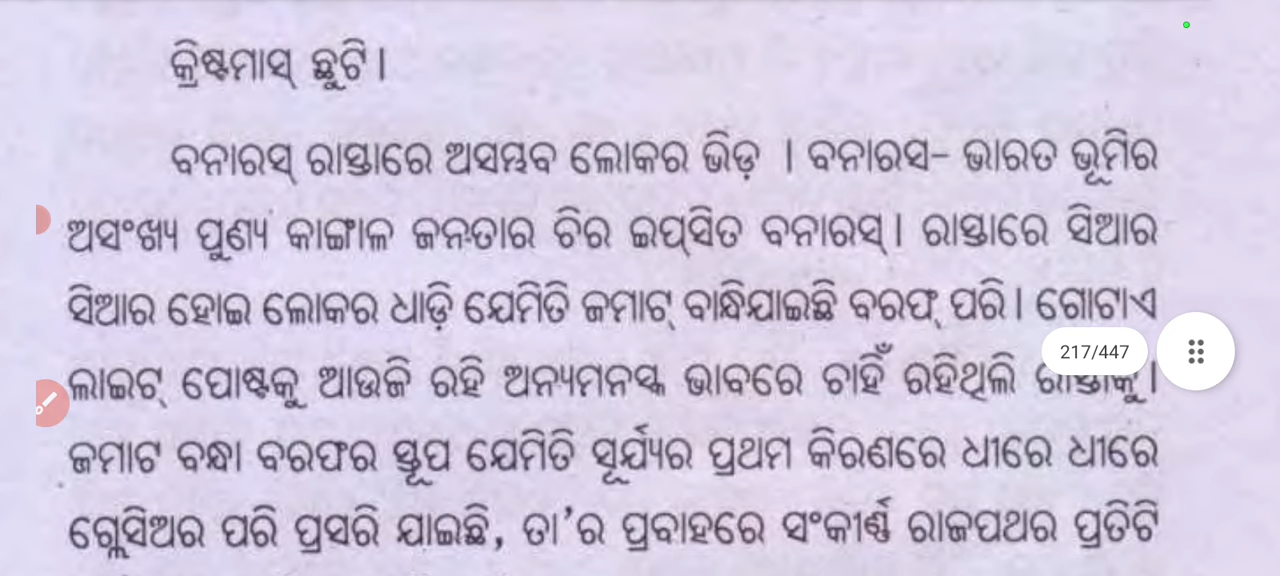 କ୍ରିଷ୍ଟମାସ୍ ଛୁଟି।
ବନାରସ୍ ରାସ୍ତାରେ ଅସମ୍ଭବ ଲୋକର ଭିଡ଼ । ବନାରସ– ଭାରତ ଭୂମିର
ଅସଂଖ୍ୟ ପୁଣ୍ୟ କାଙ୍ଗାଳ ଜନତାର ଚିର ଇପ୍‌ସିତ ବନାରସ୍। ରାସ୍ତାରେ ସିଆର
ସିଆର ହୋଇ ଲୋକର ଧାଡ଼ି ଯେମିତି ଜମାଟ୍ ବାନ୍ଧିଯାଇଛି ବରଫ୍ ପରି। ଗୋଟାଏ
217/447
ଲାଇଟ୍ ପୋଷ୍ଟକୁ ଆଉଜି ରହି ଅନ୍ୟମନସ୍କ ଭାବରେ ଚାହିଁ ରହିଥିଲି ରାସ୍ତାକୁ।
ଜମାଟ ବନ୍ଧା ବରଫର ସ୍ତୂପ ଯେମିତି ସୂର୍ଯ୍ୟର ପ୍ରଥମ କିରଣରେ ଧୀରେ ଧୀରେ
ଗ୍ଲେସିଅର ପରି ପ୍ରସରି ଯାଇଛି, ତା’ର ପ୍ରବାହରେ ସଂକୀର୍ଣ୍ଣ ରାଜପଥର ପ୍ରତିଟି